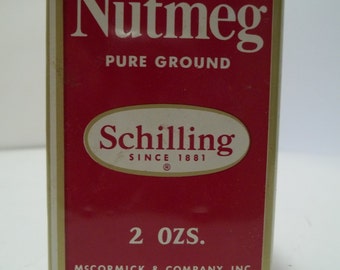 Nutmeg
PURE GROUND
Schilling
SINCE 1881
®
2 OZS.
McCORMICK & COMPANY, INC.